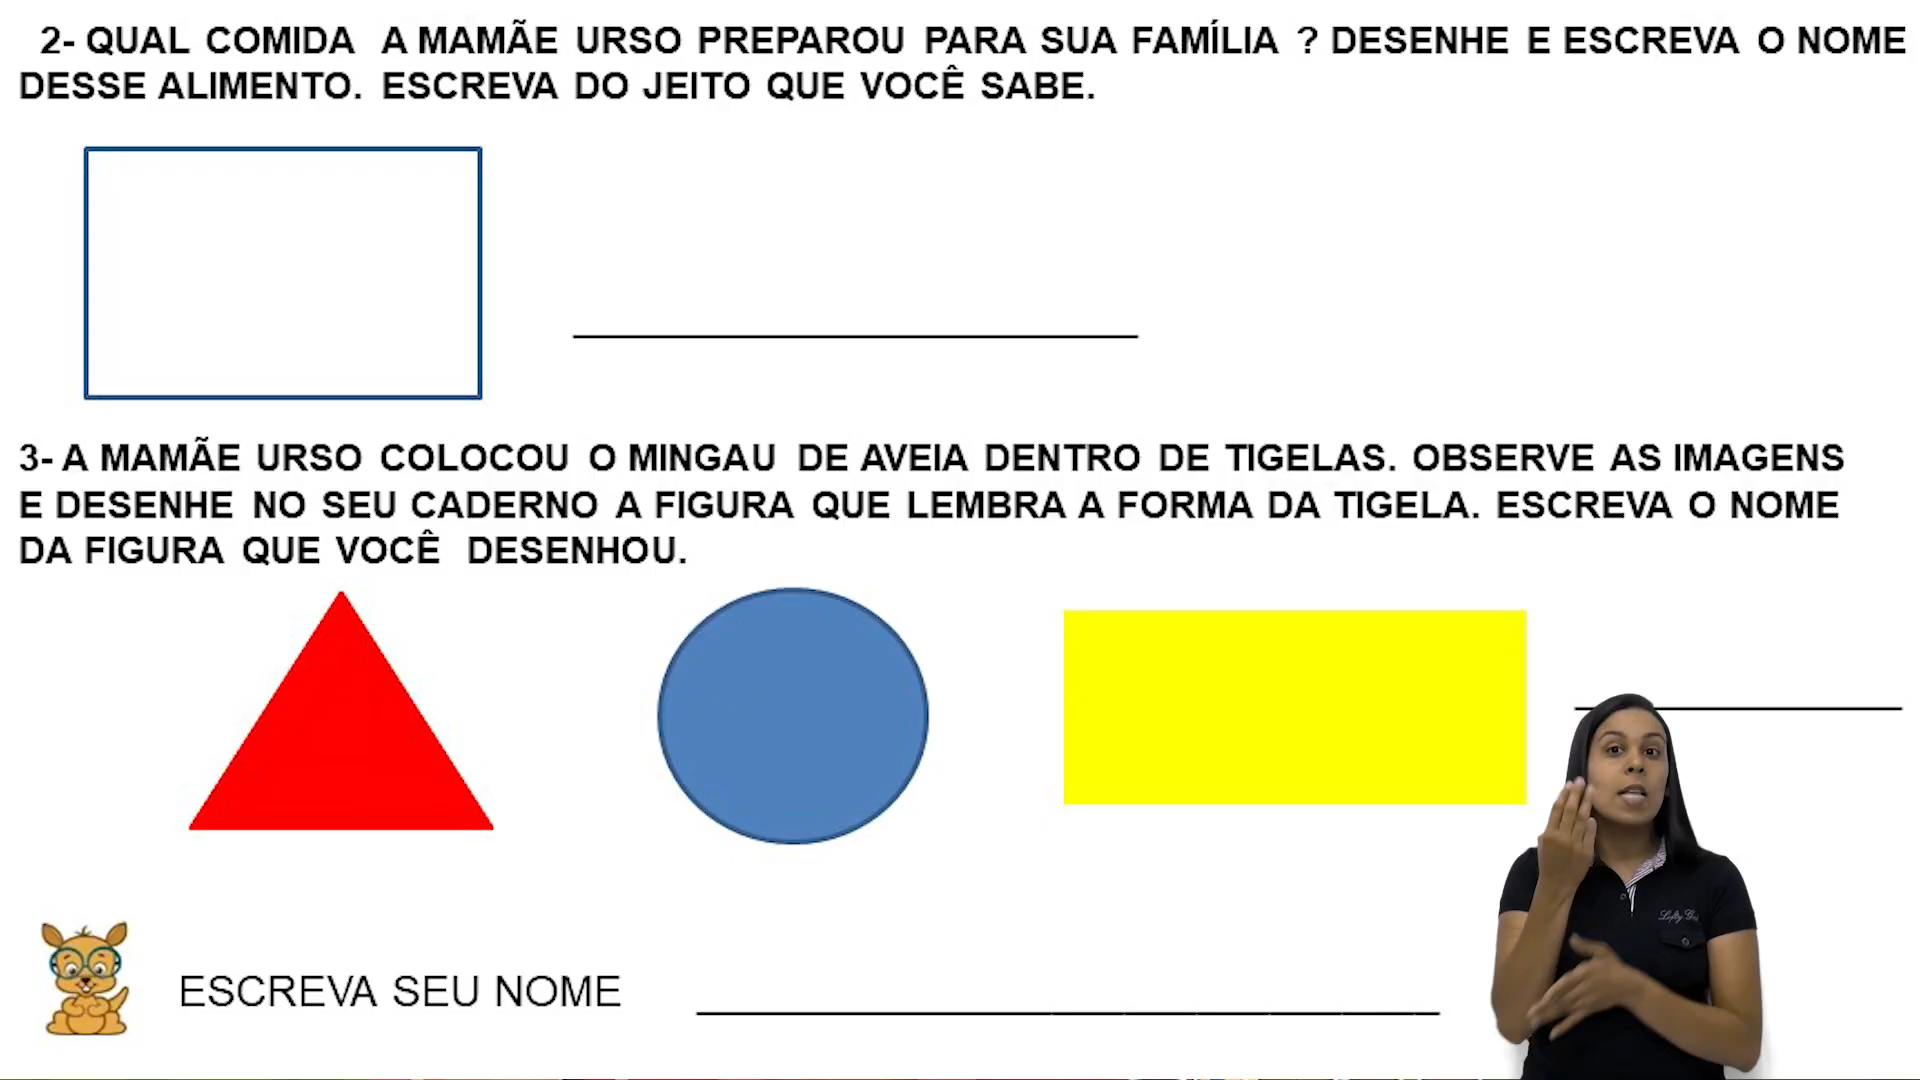 2- QUAL COMIDA A MAMÃE URSO PREPAROU PARA SUA FAMÍLIA ? DESENHE E ESCREVA O NOME
DESSE ALIMENTO. ESCREVA DO JEITO QUE VOCÊ SABE.
3- A MAMÃE URSO COLOCOU O MINGAU DE AVEIA DENTRO DE TIGELAS. OBSERVE AS IMAGENS
E DESENHE NO SEU CADERNO A FIGURA QUE LEMBRA A FORMA DA TIGELA. ESCREVA O NOME
DA FIGURA QUE VOCÊ DESENHOU.
ESCREVA SEU NOME